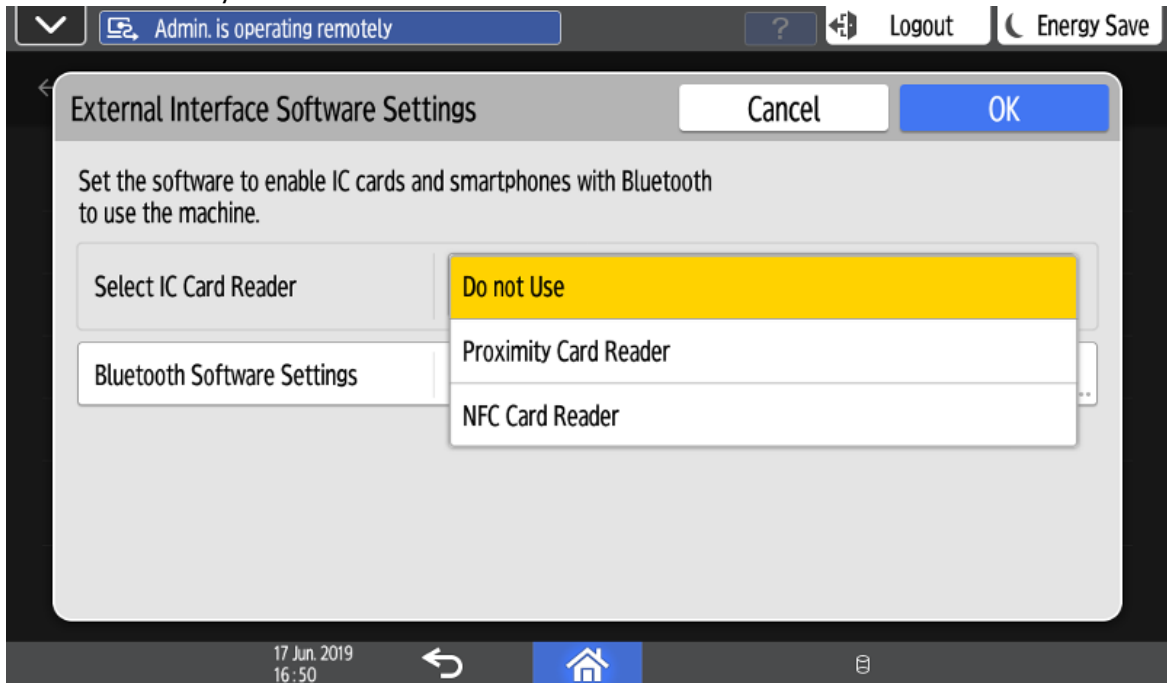 Admin. is operating remotely
?
Logout
Energy Save
External Interface Software Settings
Cancel
OK
Set the software to enable IC cards and smartphones with Bluetooth
to use the machine.
Select IC Card Reader
Do not Use
Proximity Card Reader
Bluetooth Software Settings
..
NFC Card Reader
17 Jun. 2019
16 : 50